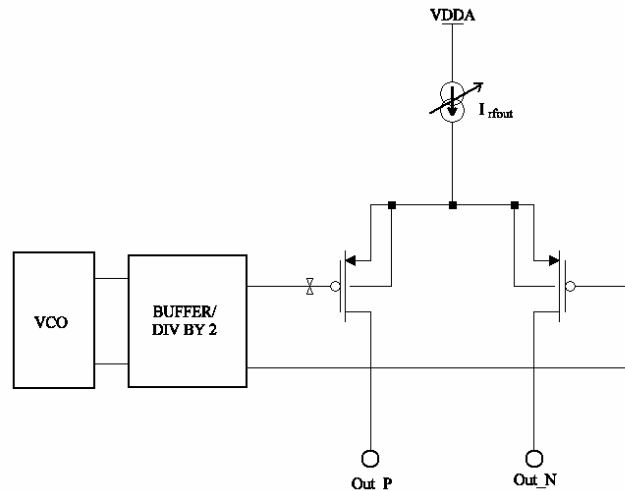 VDDA
I rfout
VCO
BUFFER/
DIV BY 2
Out_P
Out_N